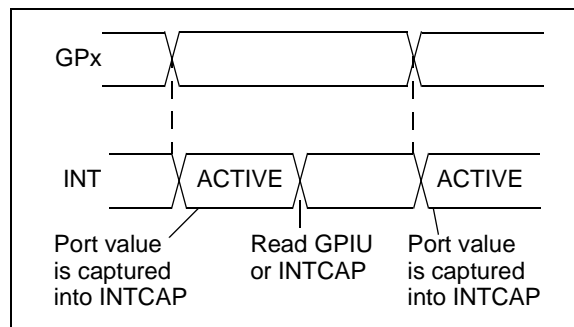 GPx
INT
ACTIVE
ACTIVE
Port value
is captured
into INTCAP
Read GPIU
or INTCAP
Port value
is captured
into INTCAP